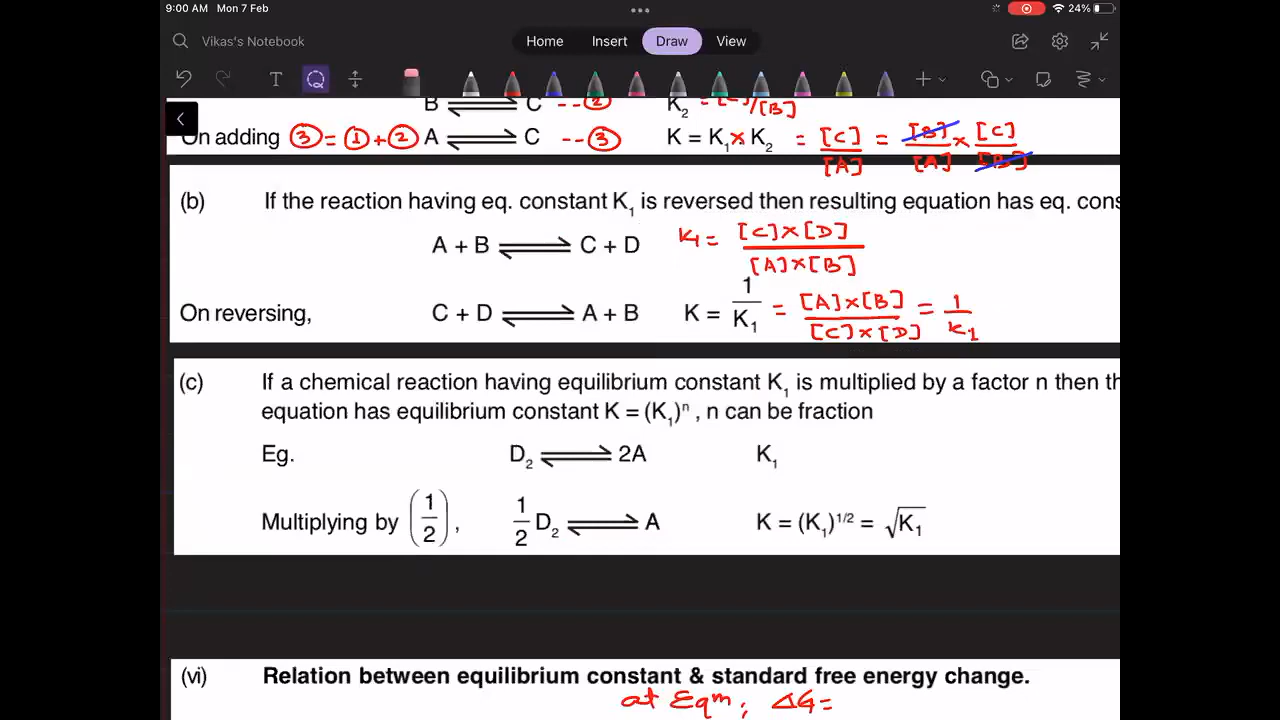 9:00 AM Mon 7 Feb 24%
Vikas's Notebook Home Insert Draw View
B ⇌ C --② K₂ = [C]/[B]
On adding ③=①+② A ⇌ C --③ K = K₁ × K₂ = [C]/[A] = [B]/[A] × [C]/[B]
(b) If the reaction having eq. constant K₁ is reversed then resulting equation has eq. cons
A + B ⇌ C + D K₁ = [C]×[D]/[A]×[B]
On reversing, C + D ⇌ A + B K = 1/K₁ = [A]×[B]/[C]×[D] = 1/K₁
(c) If a chemical reaction having equilibrium constant K₁ is multiplied by a factor n then th
equation has equilibrium constant K = (K₁)ⁿ, n can be fraction
Eg. D₂ ⇌ 2A K₁
Multiplying by (1/2), 1/2 D₂ ⇌ A K = (K₁)^1/2 = √K₁
(vi) Relation between equilibrium constant & standard free energy change.
at Eqm; ΔG=